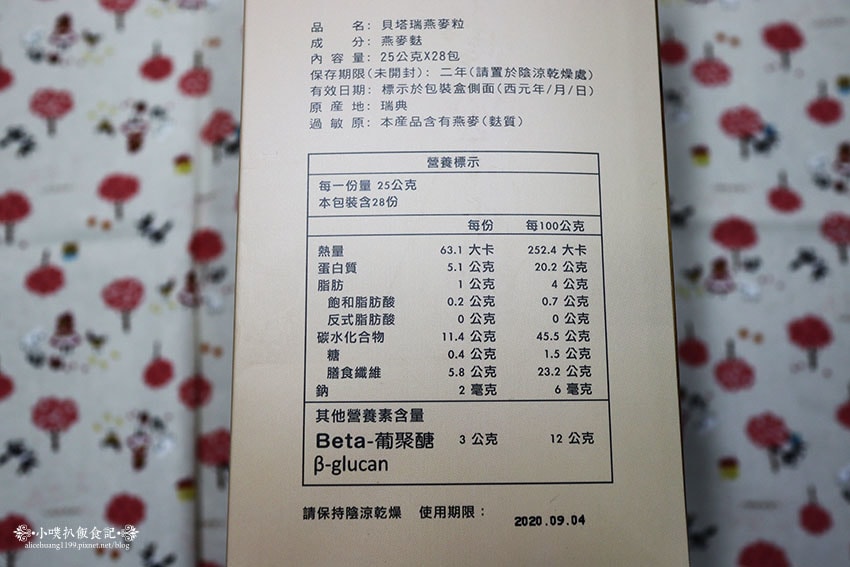 品 名: 貝塔瑞燕麥粒
成 分: 燕麥麩
內 容 量: 25公克X28包
保存期限(未開封): 二年(請置於陰涼乾燥處)
有效日期: 標示於包裝盒側面(西元年/月/日)
原 產 地: 瑞典
過 敏 原: 本產品含有燕麥(麩質)
營養標示
每一份量 25公克
本包裝含28份
每份 每100公克
熱量 63.1 大卡 252.4 大卡
蛋白質 5.1 公克 20.2 公克
脂肪 1 公克 4 公克
飽和脂肪酸 0.2 公克 0.7 公克
反式脂肪酸 0 公克 0 公克
碳水化合物 11.4 公克 45.5 公克
糖 0.4 公克 1.5 公克
膳食纖維 5.8 公克 23.2 公克
鈉 2 毫克 6 毫克
其他營養素含量
Beta-葡聚醣 3 公克 12 公克
β-glucan
請保持陰涼乾燥 使用期限: 2020.09.04
小噗扒飯食記
alicehuang1199.pixnet.net/blog